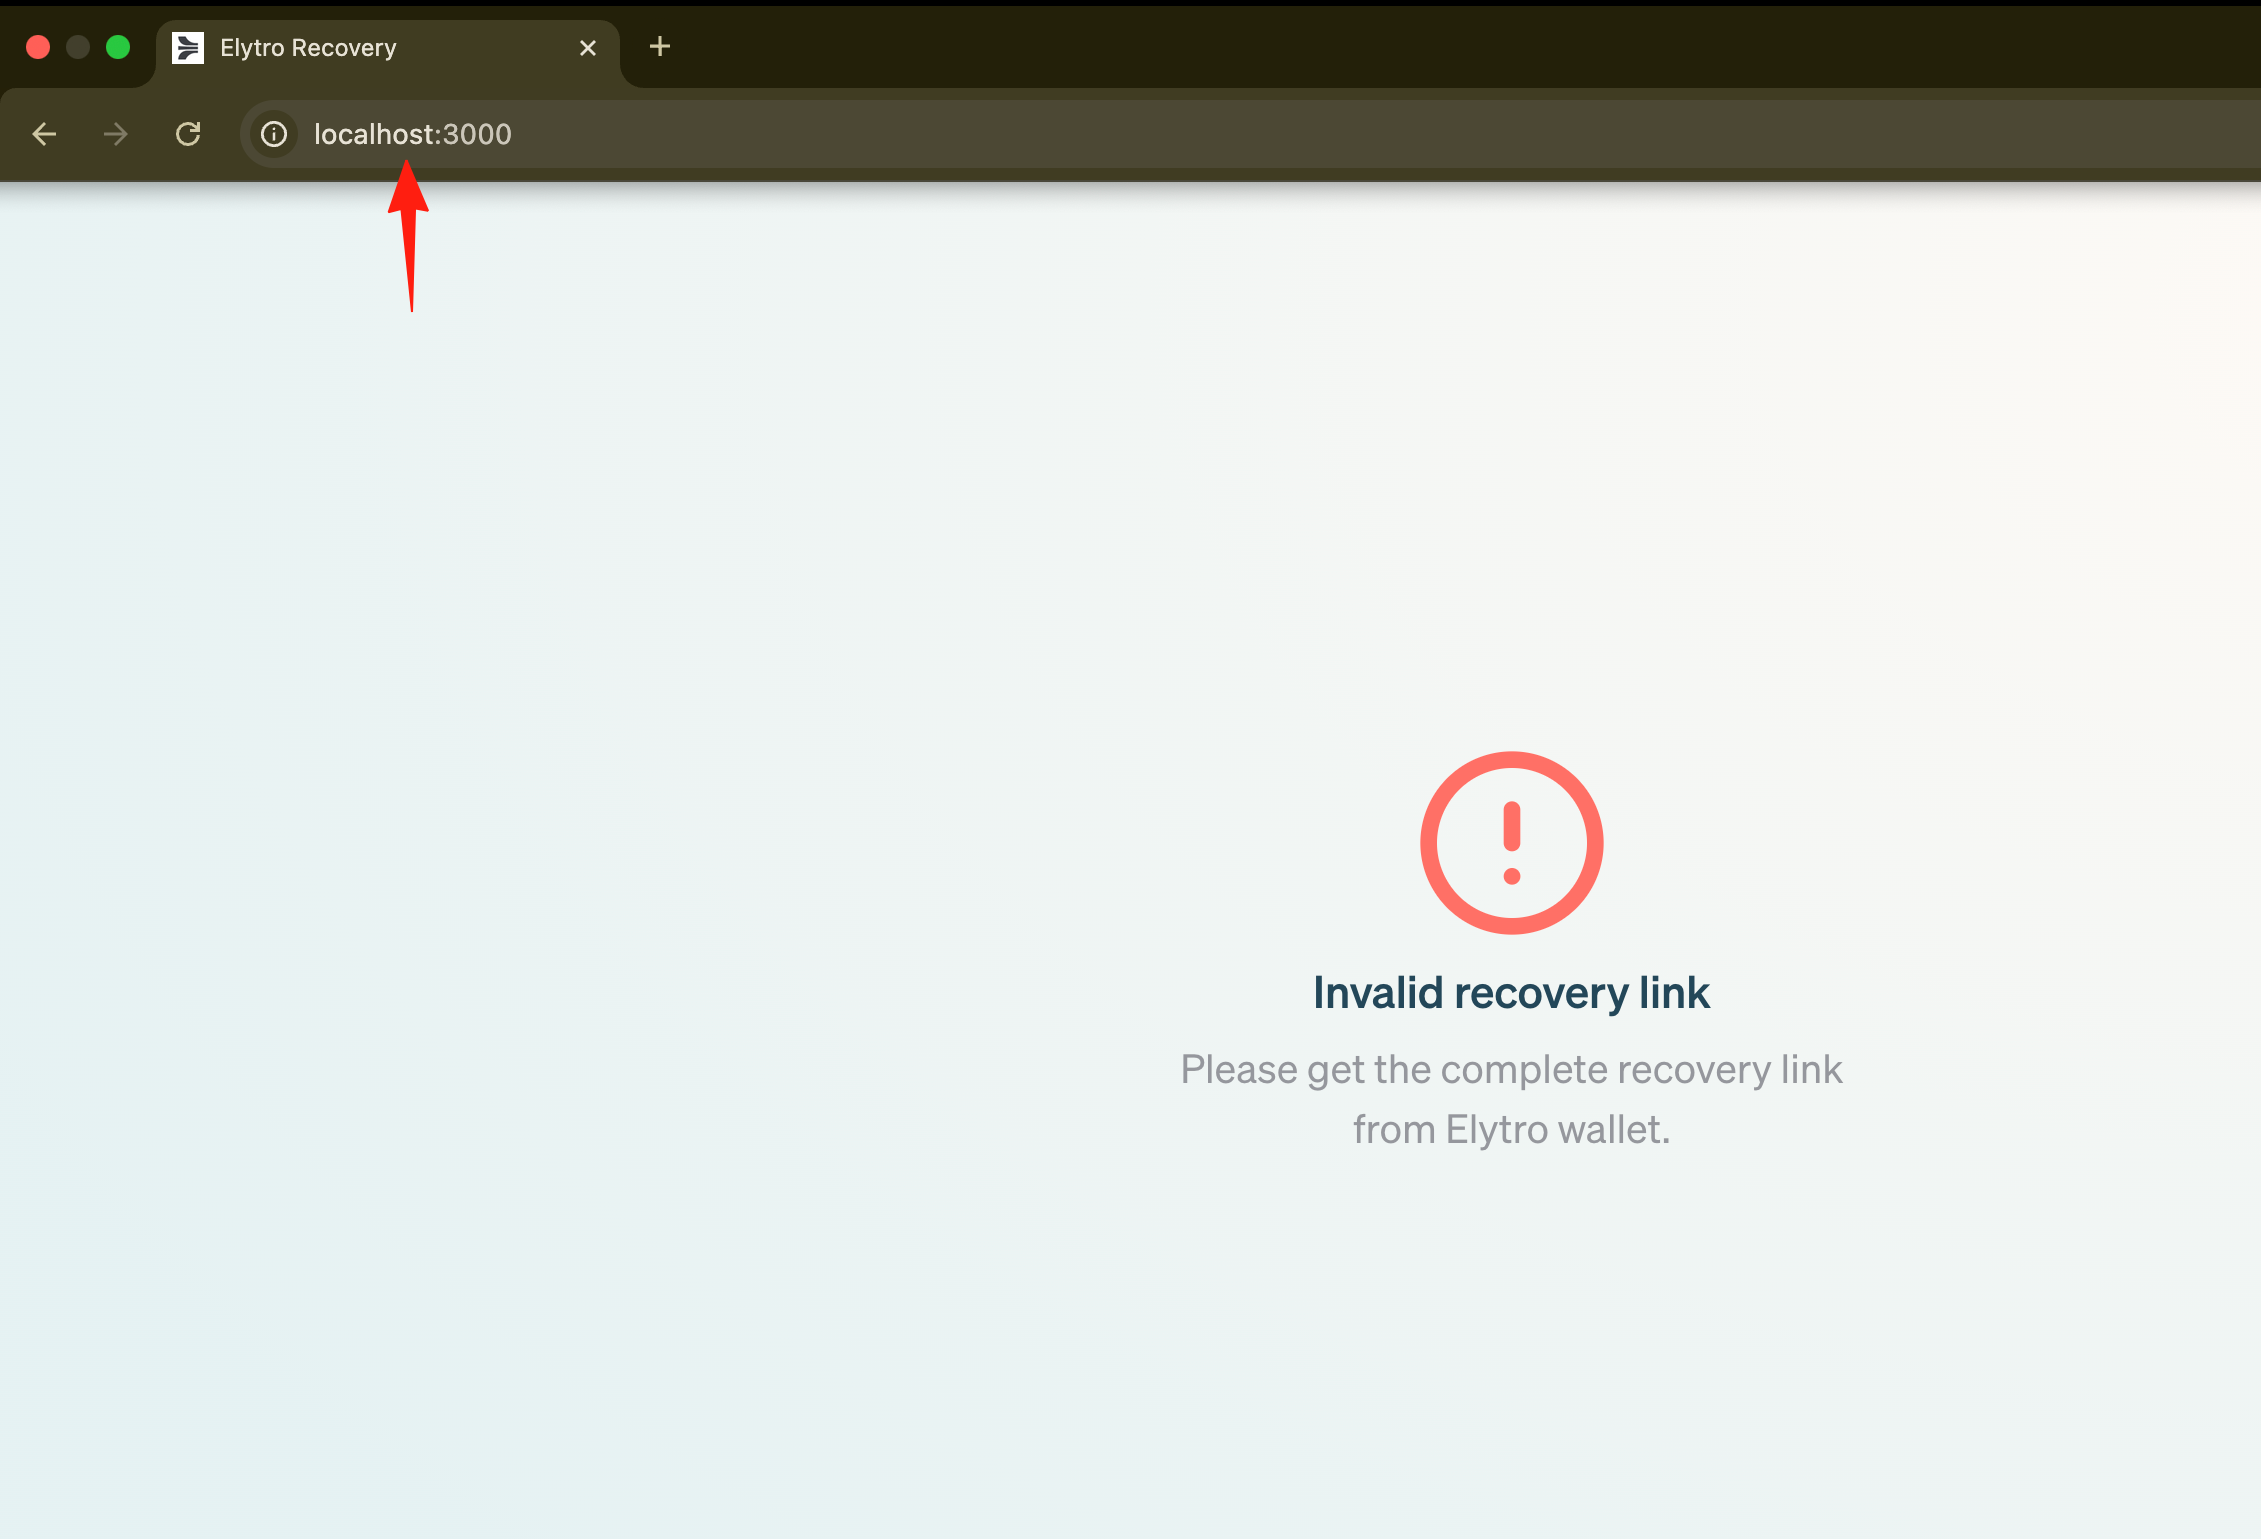 Elytro Recovery
localhost:3000
Invalid recovery link
Please get the complete recovery link
from Elytro wallet.